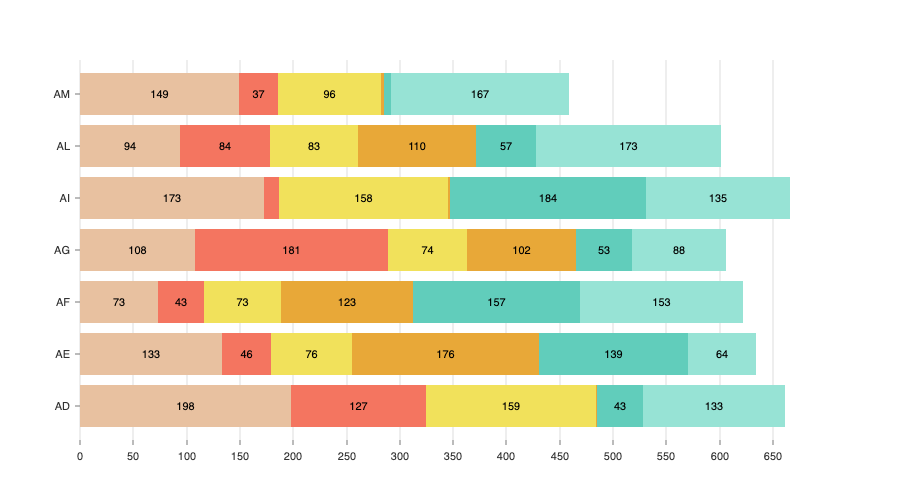 AM 149 37 96 167
AL 94 84 83 110 57 173
AI 173 158 184 135
AG 108 181 74 102 53 88
AF 73 43 73 123 157 153
AE 133 46 76 176 139 64
AD 198 127 159 43 133
0 50 100 150 200 250 300 350 400 450 500 550 600 650